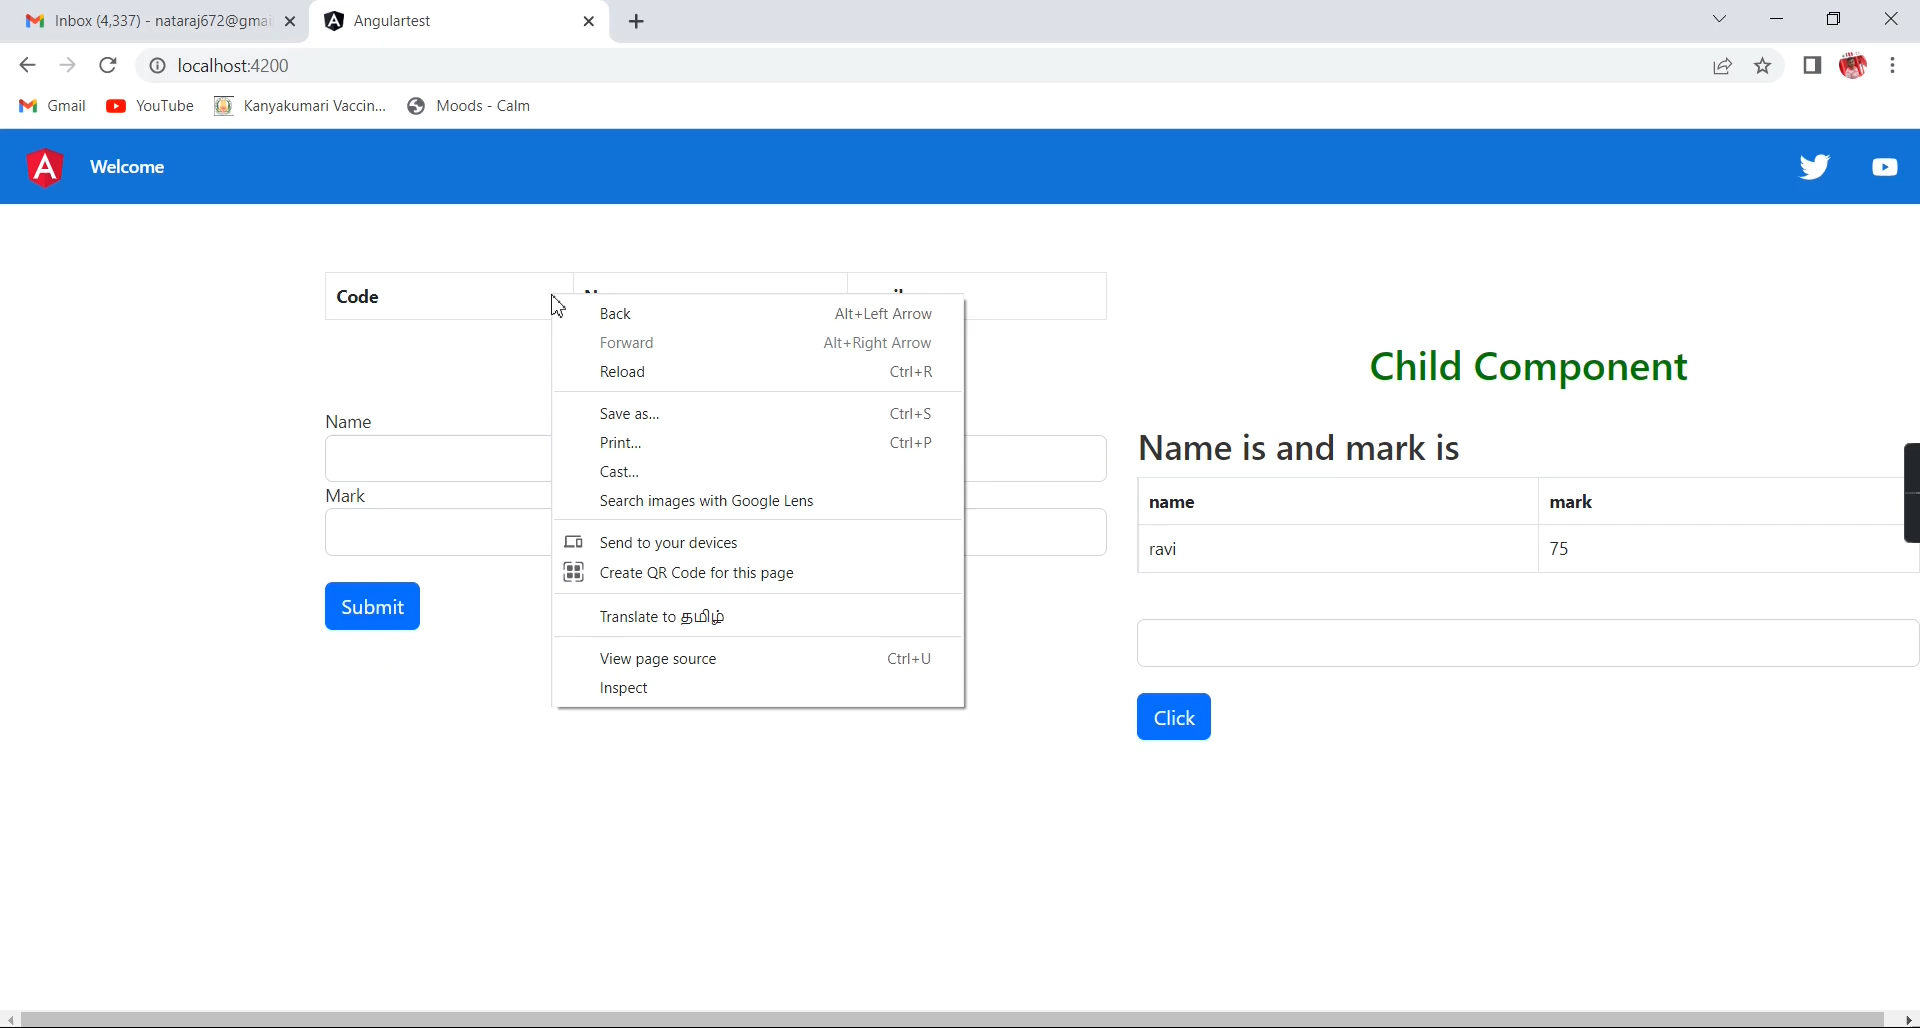 Inbox (4,337) - nataraj672@gmai
Angulartest
localhost:4200
Gmail YouTube Kanyakumari Vaccin... Moods - Calm
Welcome
Code
Back Alt+Left Arrow
Forward Alt+Right Arrow
Reload Ctrl+R
Save as... Ctrl+S
Print... Ctrl+P
Cast...
Search images with Google Lens
Send to your devices
Create QR Code for this page
Translate to தமிழ்
View page source Ctrl+U
Inspect
Name
Mark
Submit
Child Component
Name is and mark is
name mark
ravi 75
Click